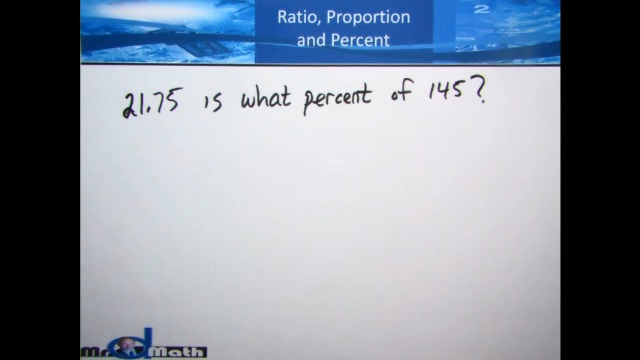 Ratio, Proportion
and Percent
21.75 is what percent of 145?
Math